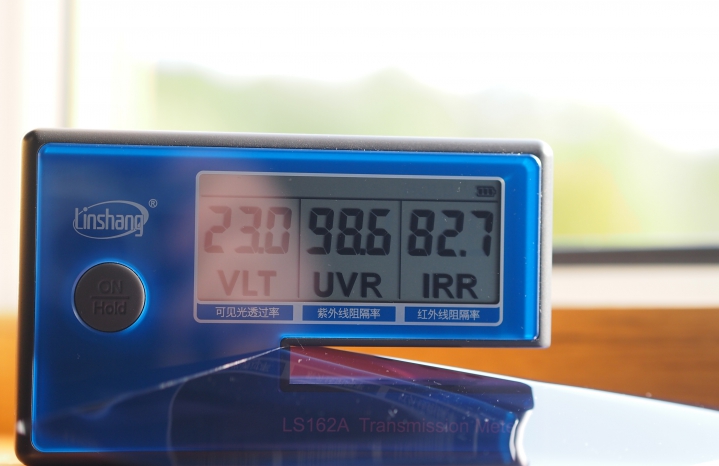 Linshang®
ON
Hold
23.0 98.6 82.7
VLT UVR IRR
可见光透过率 紫外线阻隔率 红外线阻隔率
LS162A Transmission Mete